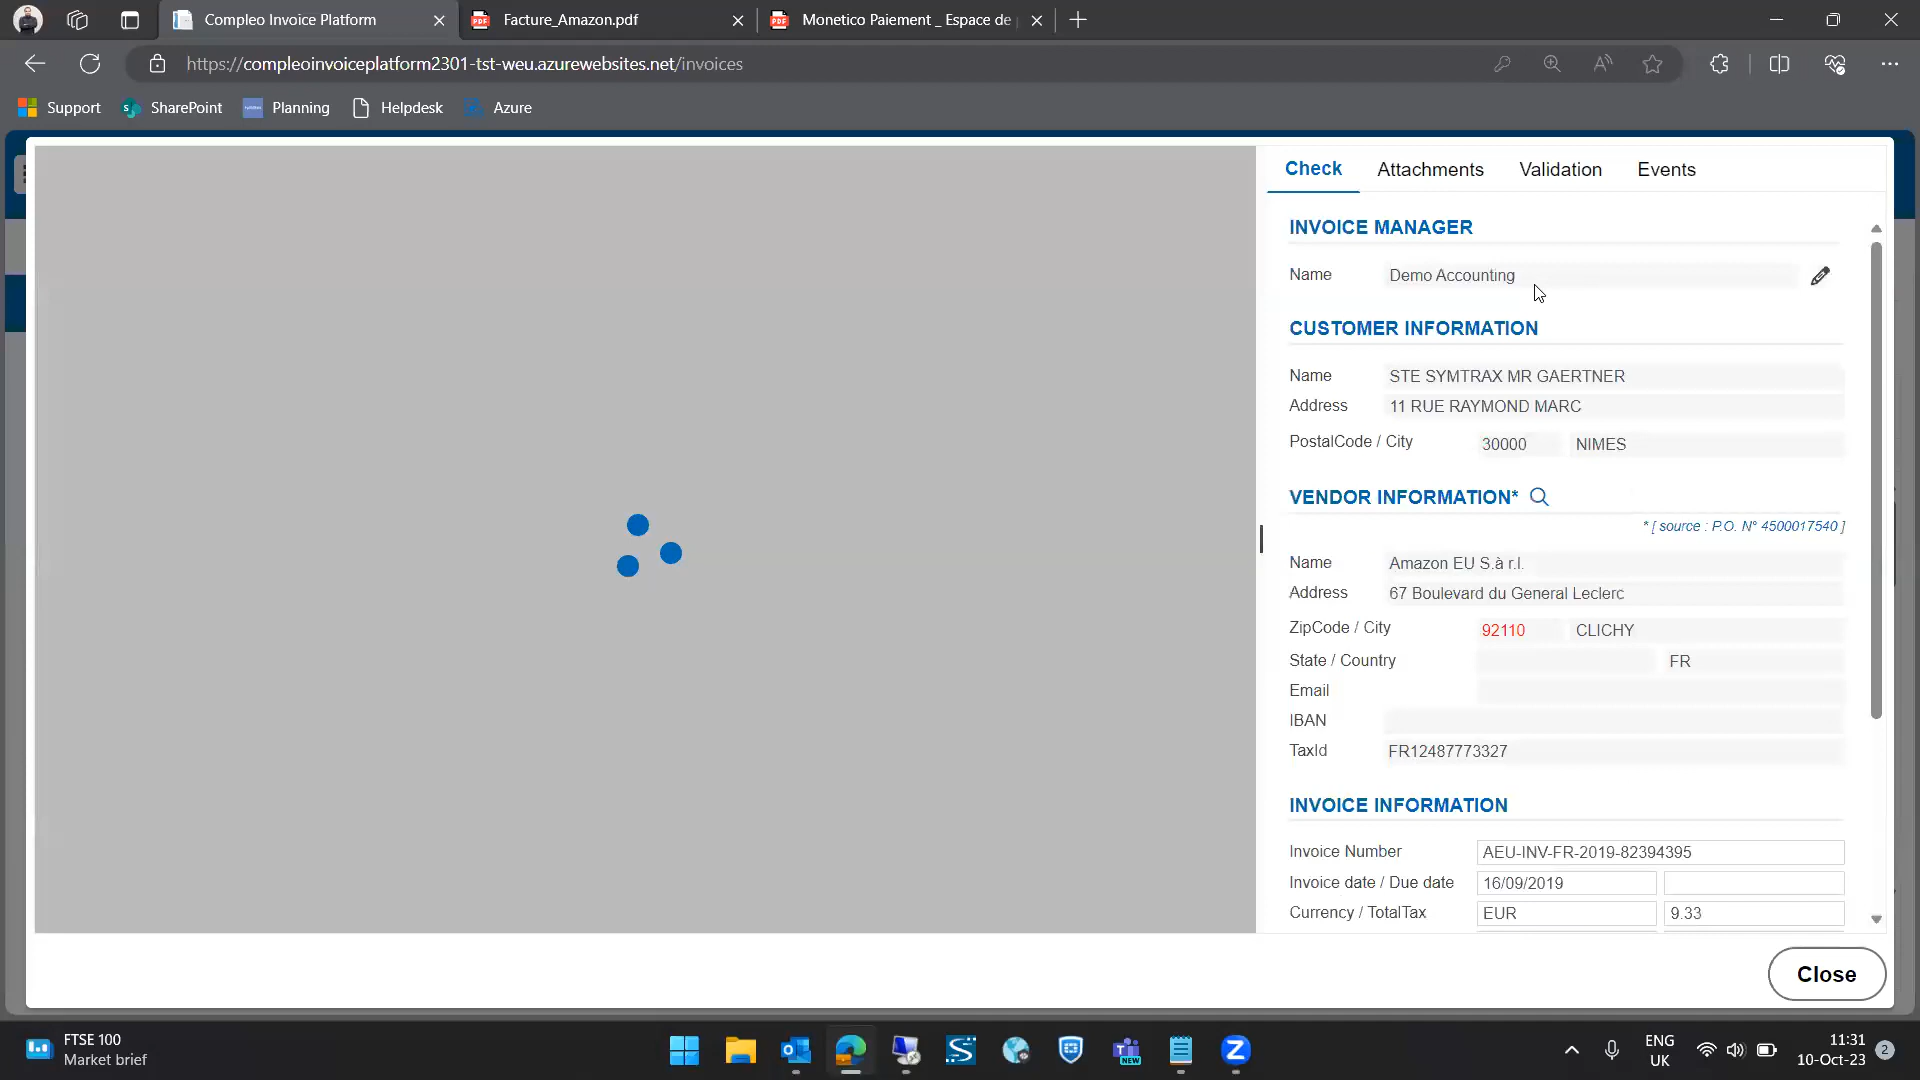 Compleo Invoice Platform
Facture_Amazon.pdf
Monetico Paiement _ Espace de
https://compleoinvoiceplatform2301-tst-weu.azurewebsites.net/invoices
Support
SharePoint
Planning
Helpdesk
Azure
Check
Attachments
Validation
Events
INVOICE MANAGER
Name Demo Accounting
CUSTOMER INFORMATION
Name STE SYMTRAX MR GAERTNER
Address 11 RUE RAYMOND MARC
PostalCode / City 30000 NIMES
VENDOR INFORMATION*
* [ source : P.O. N° 4500017540 ]
Name Amazon EU S.à r.l.
Address 67 Boulevard du General Leclerc
ZipCode / City 92110 CLICHY
State / Country FR
Email
IBAN
TaxId FR12487773327
INVOICE INFORMATION
Invoice Number AEU-INV-FR-2019-82394395
Invoice date / Due date 16/09/2019
Currency / TotalTax EUR 9.33
Close
FTSE 100
Market brief
NEW
ENG
UK
11:31
10-Oct-23
2